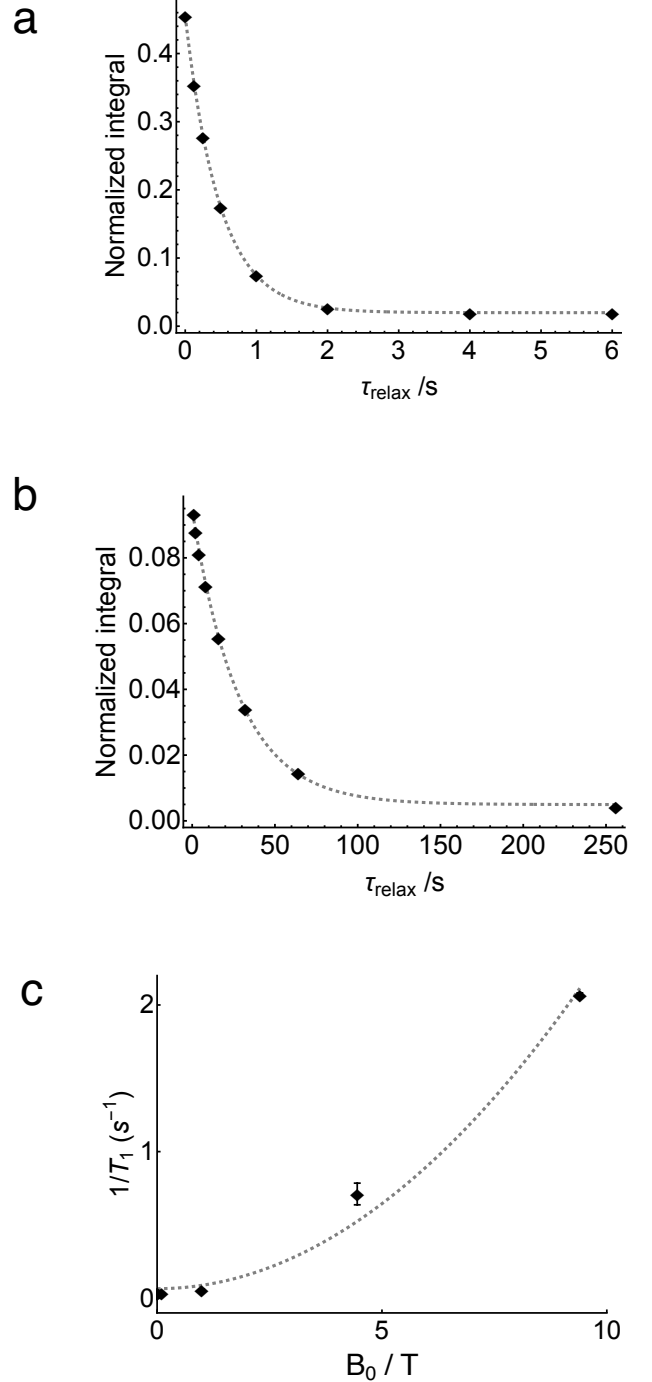 a
Normalized integral
0.4
0.3
0.2
0.1
0.0
0 1 2 3 4 5 6
τrelax /s
b
Normalized integral
0.08
0.06
0.04
0.02
0.00
0 50 100 150 200 250
τrelax /s
c
1/T1 (s−1)
2
1
0
0 5 10
B0 / T